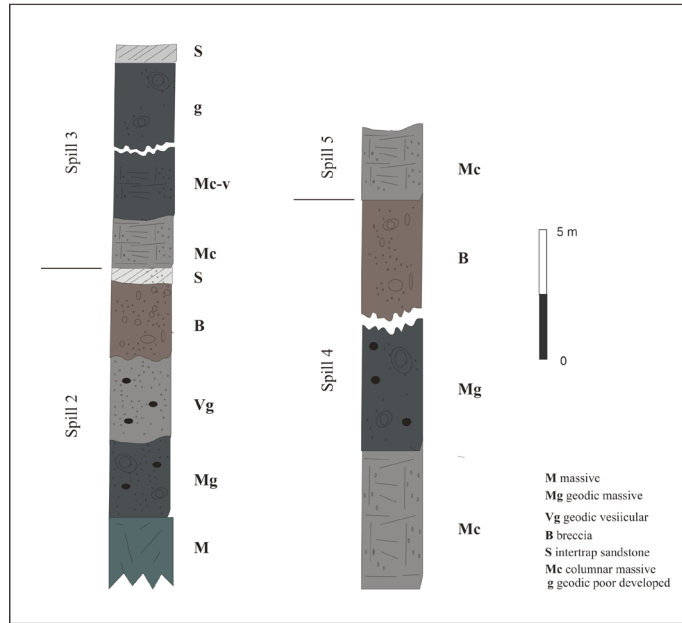 S
g
Spill 3
Mc-v
Mc
S
B
Vg
Spill 2
Mg
M
Spill 5
Mc
B
Spill 4
Mg
Mc
5 m
0
M massive
Mg geodic massive
Vg geodic vesiicular
B breccia
S intertrap sandstone
Mc columnar massive
g geodic poor developed